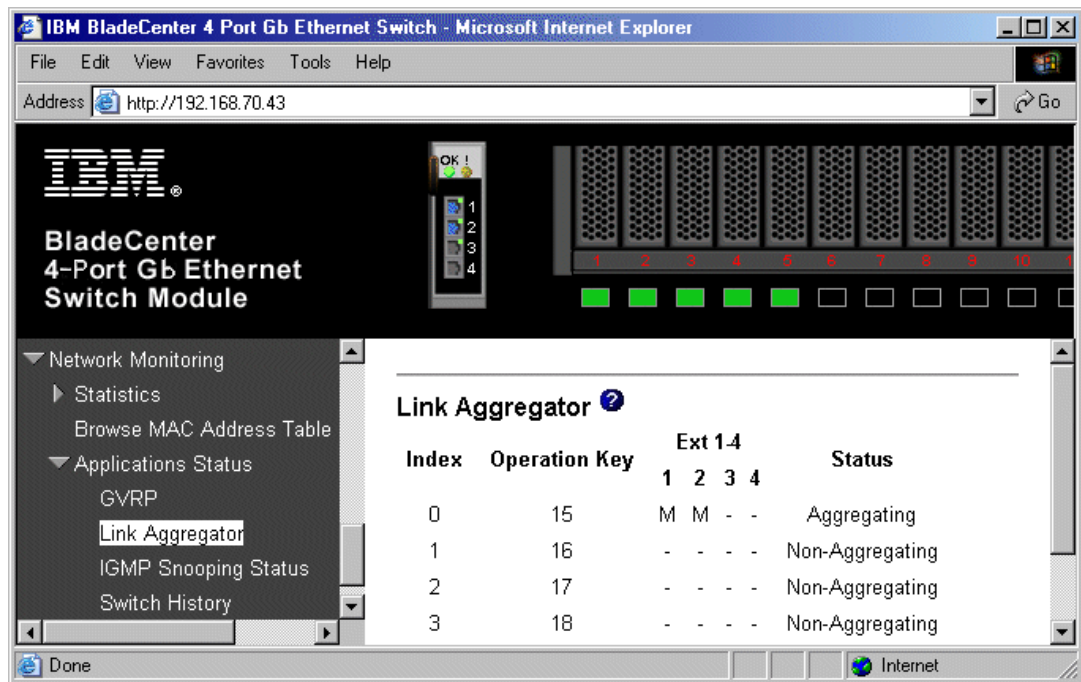 IBM BladeCenter 4 Port Gb Ethernet Switch - Microsoft Internet Explorer
File Edit View Favorites Tools Help
Address http://192.168.70.43 Go
IBM®
BladeCenter
4-Port Gb Ethernet
Switch Module
OK !
1
2
3
4
1 2 3 4 5 6 7 8 9 10 1
Network Monitoring
Statistics
Browse MAC Address Table
Applications Status
GVRP
Link Aggregator
IGMP Snooping Status
Switch History
Link Aggregator ?
Index Operation Key Ext 1-4 Status
1 2 3 4
0 15 M M - - Aggregating
1 16 - - - - Non-Aggregating
2 17 - - - - Non-Aggregating
3 18 - - - - Non-Aggregating
Done Internet